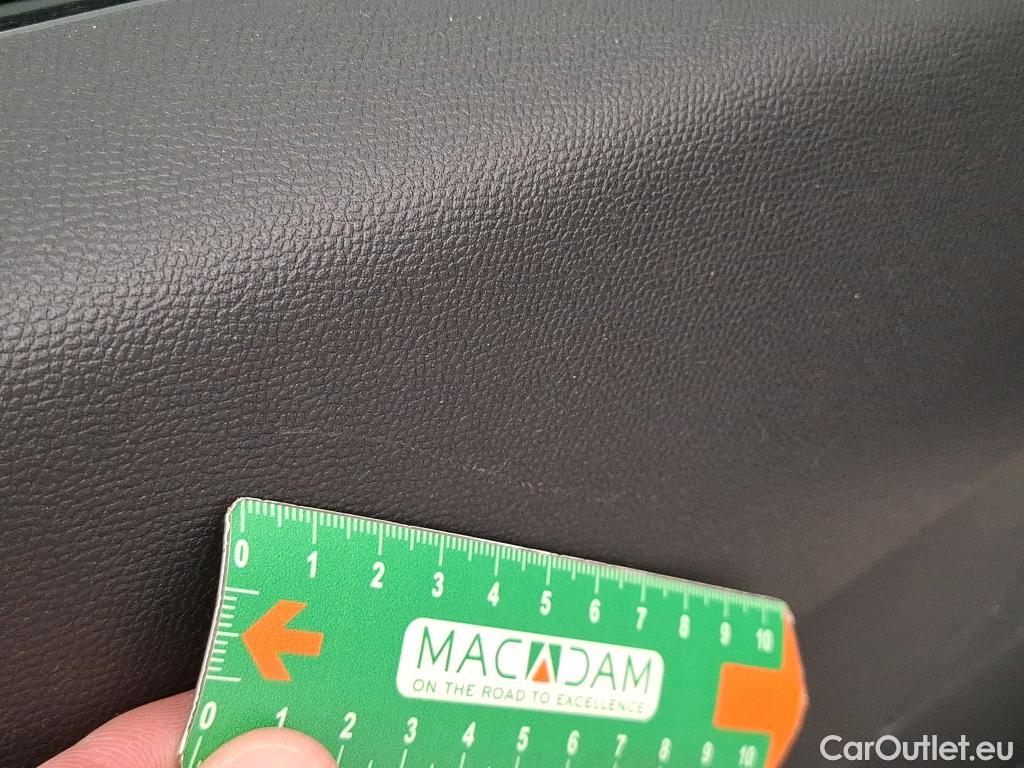 0 1 2 3 4 5 6 7 8 9 10
MACADAM
ON THE ROAD TO EXCELLENCE
0 1 2 3 4 5 6 7 8 9 10
CarOutlet.eu